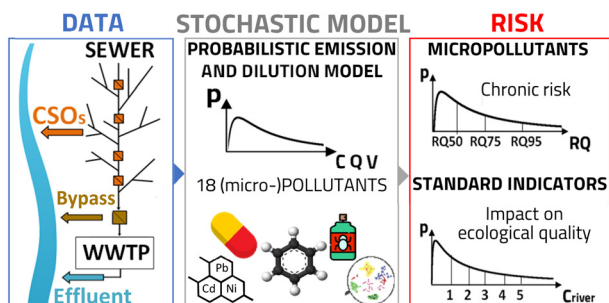 DATA
SEWER
CSOs
Bypass
WWTP
Effluent
STOCHASTIC MODEL
PROBABILISTIC EMISSION
AND DILUTION MODEL
P
C Q V
18 (micro-)POLLUTANTS
Pb
Cd Ni
RISK
MICROPOLLUTANTS
P
Chronic risk
RQ50 RQ75 RQ95
RQ
STANDARD INDICATORS
P
Impact on
ecological quality
1 2 3 4 5
Criver